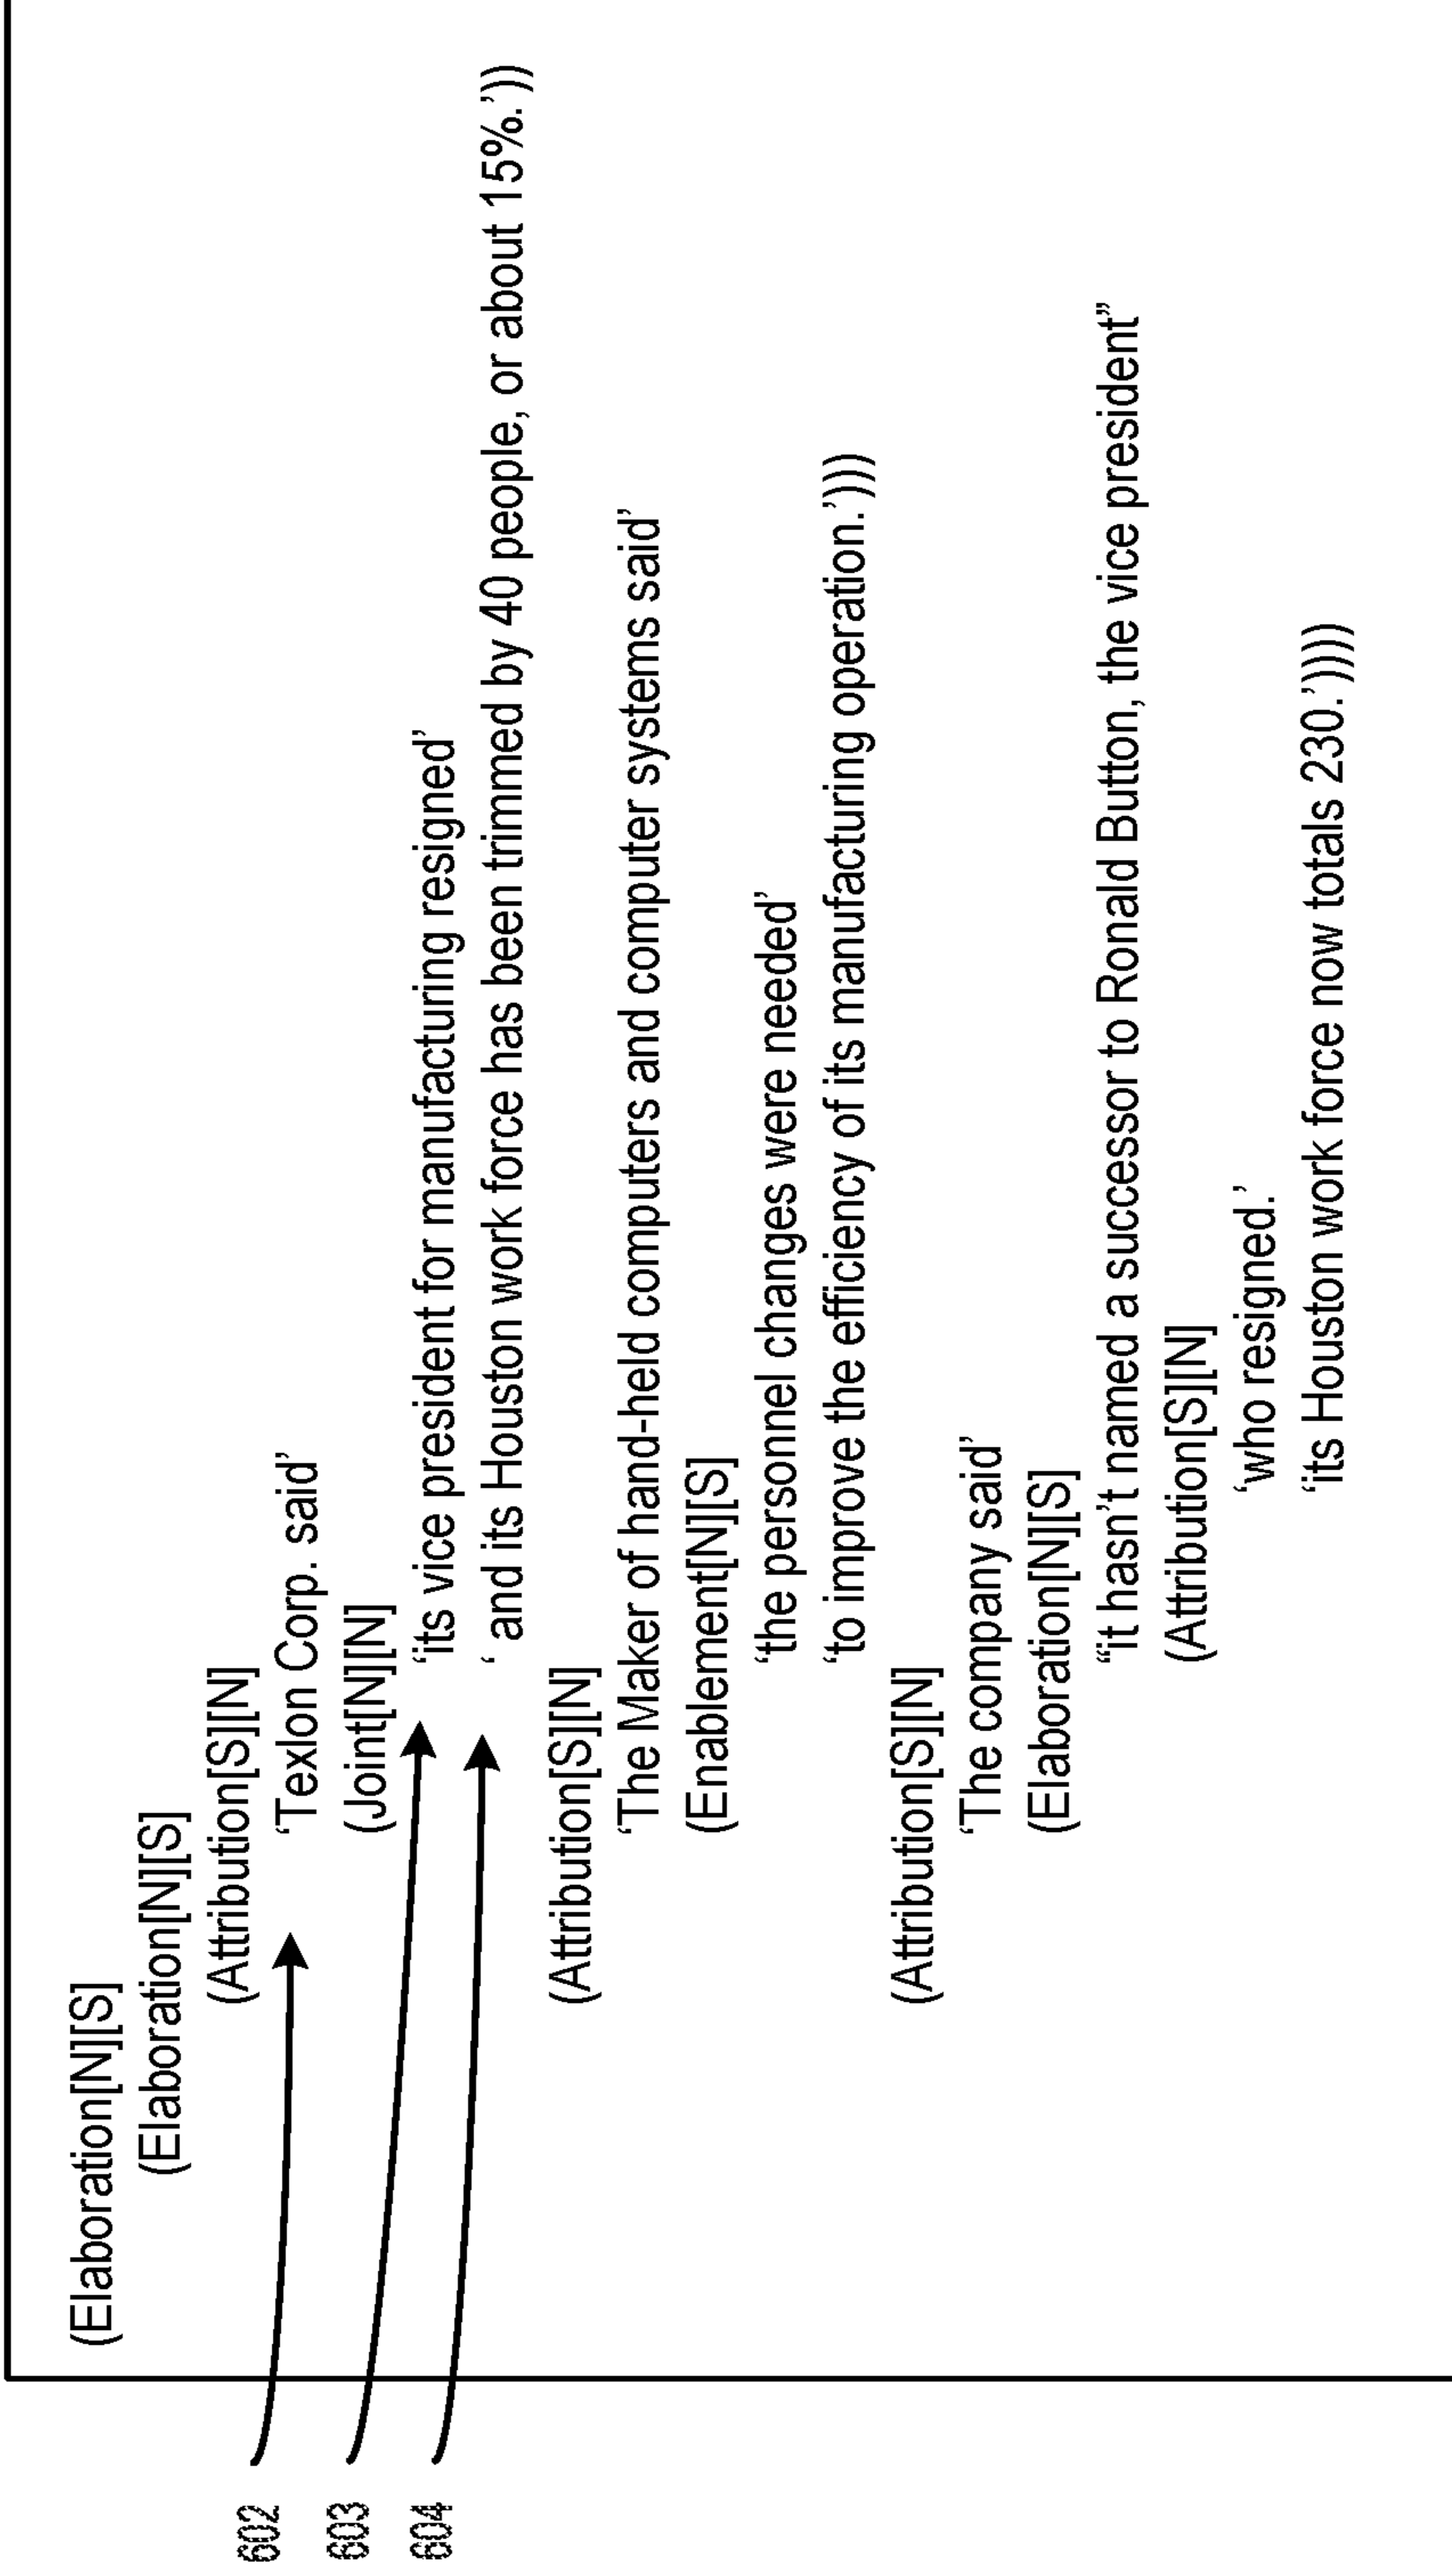 (Elaboration[N][S]
(Elaboration[N][S]
(Attribution[S][N]
602
‘Texlon Corp. said’
(Joint[N][N]
603
‘its vice president for manufacturing resigned’
604
‘ and its Houston work force has been trimmed by 40 people, or about 15%.’))
(Attribution[S][N]
‘The Maker of hand-held computers and computer systems said’
(Enablement[N][S]
‘the personnel changes were needed’
‘to improve the efficiency of its manufacturing operation.’))))
(Attribution[S][N]
‘The company said’
(Elaboration[N][S]
“‘it hasn’t named a successor to Ronald Button, the vice president”
(Attribution[S][N]
‘who resigned.’
‘its Houston work force now totals 230.’)))))